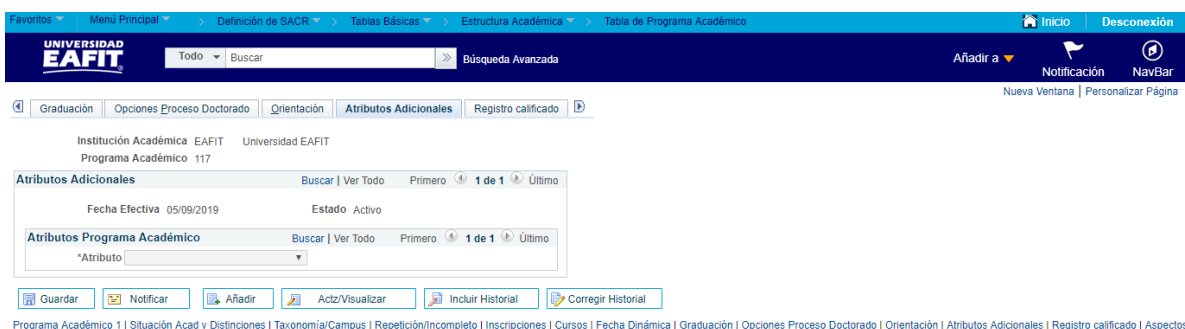 Favoritos Menú Principal > Definición de SACR > Tablas Básicas > Estructura Académica > Tabla de Programa Académico Inicio Desconexión
UNIVERSIDAD
EAFIT
Todo Buscar » Búsqueda Avanzada Añadir a Notificación NavBar
Nueva Ventana | Personalizar Página
Graduación Opciones Proceso Doctorado Orientación Atributos Adicionales Registro calificado
Institución Académica EAFIT Universidad EAFIT
Programa Académico 117
Atributos Adicionales Buscar | Ver Todo Primero 1 de 1 Último
Fecha Efectiva 05/09/2019 Estado Activo
Atributos Programa Académico Buscar | Ver Todo Primero 1 de 1 Último
*Atributo
Guardar Notificar Añadir Actz/Visualizar Incluir Historial Corregir Historial
Programa Académico 1 | Situación Acad y Distinciones | Taxonomía/Campus | Repetición/Incompleto | Inscripciones | Cursos | Fecha Dinámica | Graduación | Opciones Proceso Doctorado | Orientación | Atributos Adicionales | Registro calificado | Aspectos